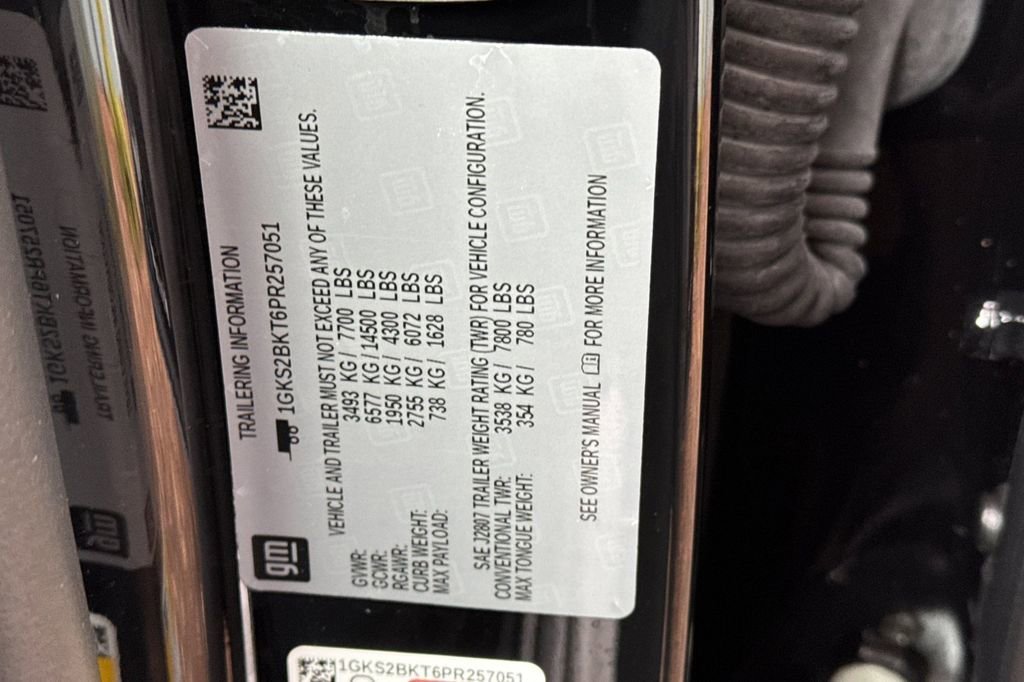 gm
TRAILERING INFORMATION
1GKS2BKT6PR257051
VEHICLE AND TRAILER MUST NOT EXCEED ANY OF THESE VALUES.
GVWR: 3493 KG / 7700 LBS
GCWR: 6577 KG / 14500 LBS
RGAWR: 1950 KG / 4300 LBS
CURB WEIGHT: 2755 KG / 6072 LBS
MAX PAYLOAD: 738 KG / 1628 LBS
SAE J2807 TRAILER WEIGHT RATING (TWR) FOR VEHICLE CONFIGURATION.
CONVENTIONAL TWR: 3538 KG / 7800 LBS
MAX TONGUE WEIGHT: 354 KG / 780 LBS
SEE OWNER'S MANUAL FOR MORE INFORMATION
1GKS2BKT6PR257051